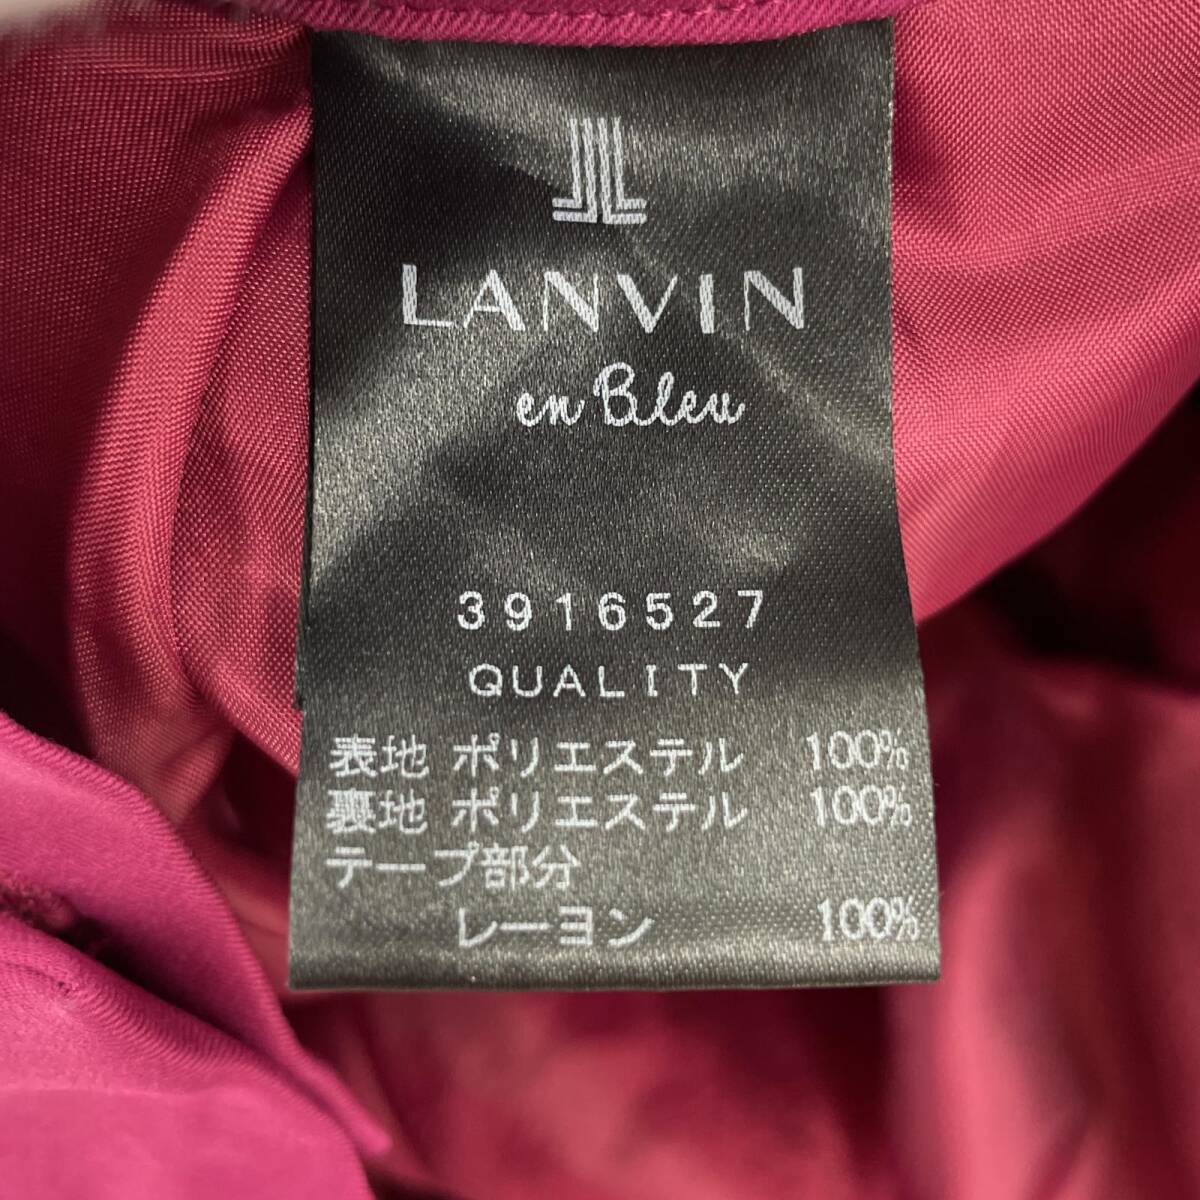 LANVIN
en Bleu
3916527
QUALITY
表地 ポリエステル 100%
裏地 ポリエステル 100%
テープ部分
レーヨン 100%